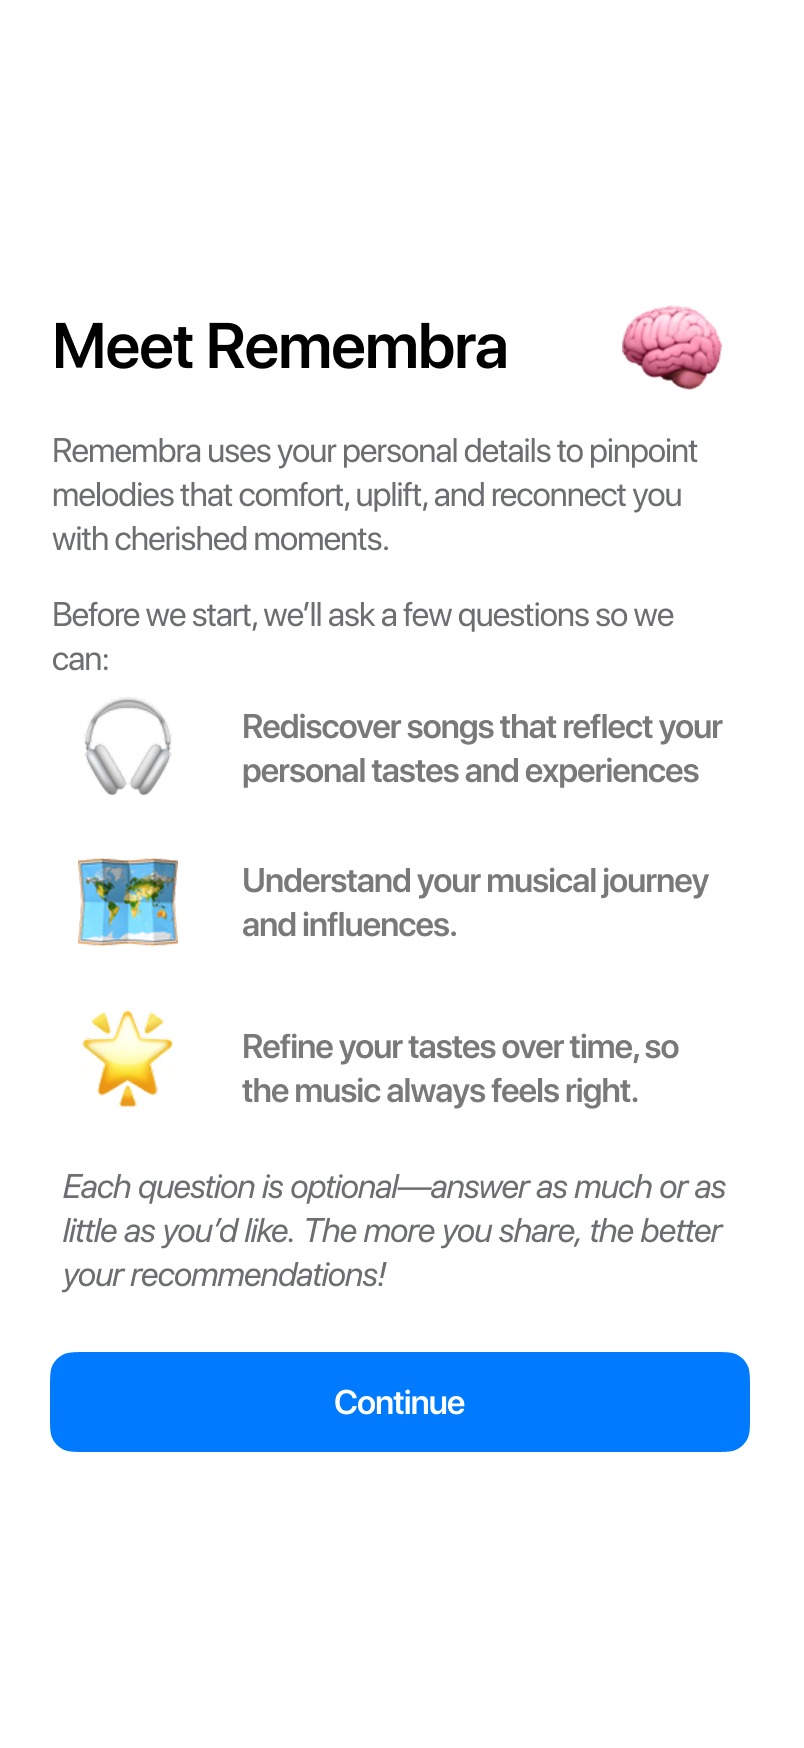 Meet Remembra
Remembra uses your personal details to pinpoint
melodies that comfort, uplift, and reconnect you
with cherished moments.
Before we start, we’ll ask a few questions so we
can:
Rediscover songs that reflect your
personal tastes and experiences
Understand your musical journey
and influences.
Refine your tastes over time, so
the music always feels right.
Each question is optional—answer as much or as
little as you’d like. The more you share, the better
your recommendations!
Continue